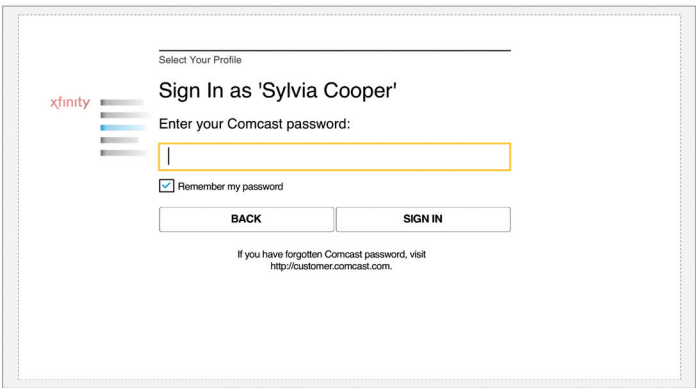 Select Your Profile
Sign In as 'Sylvia Cooper'
xfinity
Enter your Comcast password:
Remember my password
BACK SIGN IN
If you have forgotten Comcast password, visit
http://customer.comcast.com.